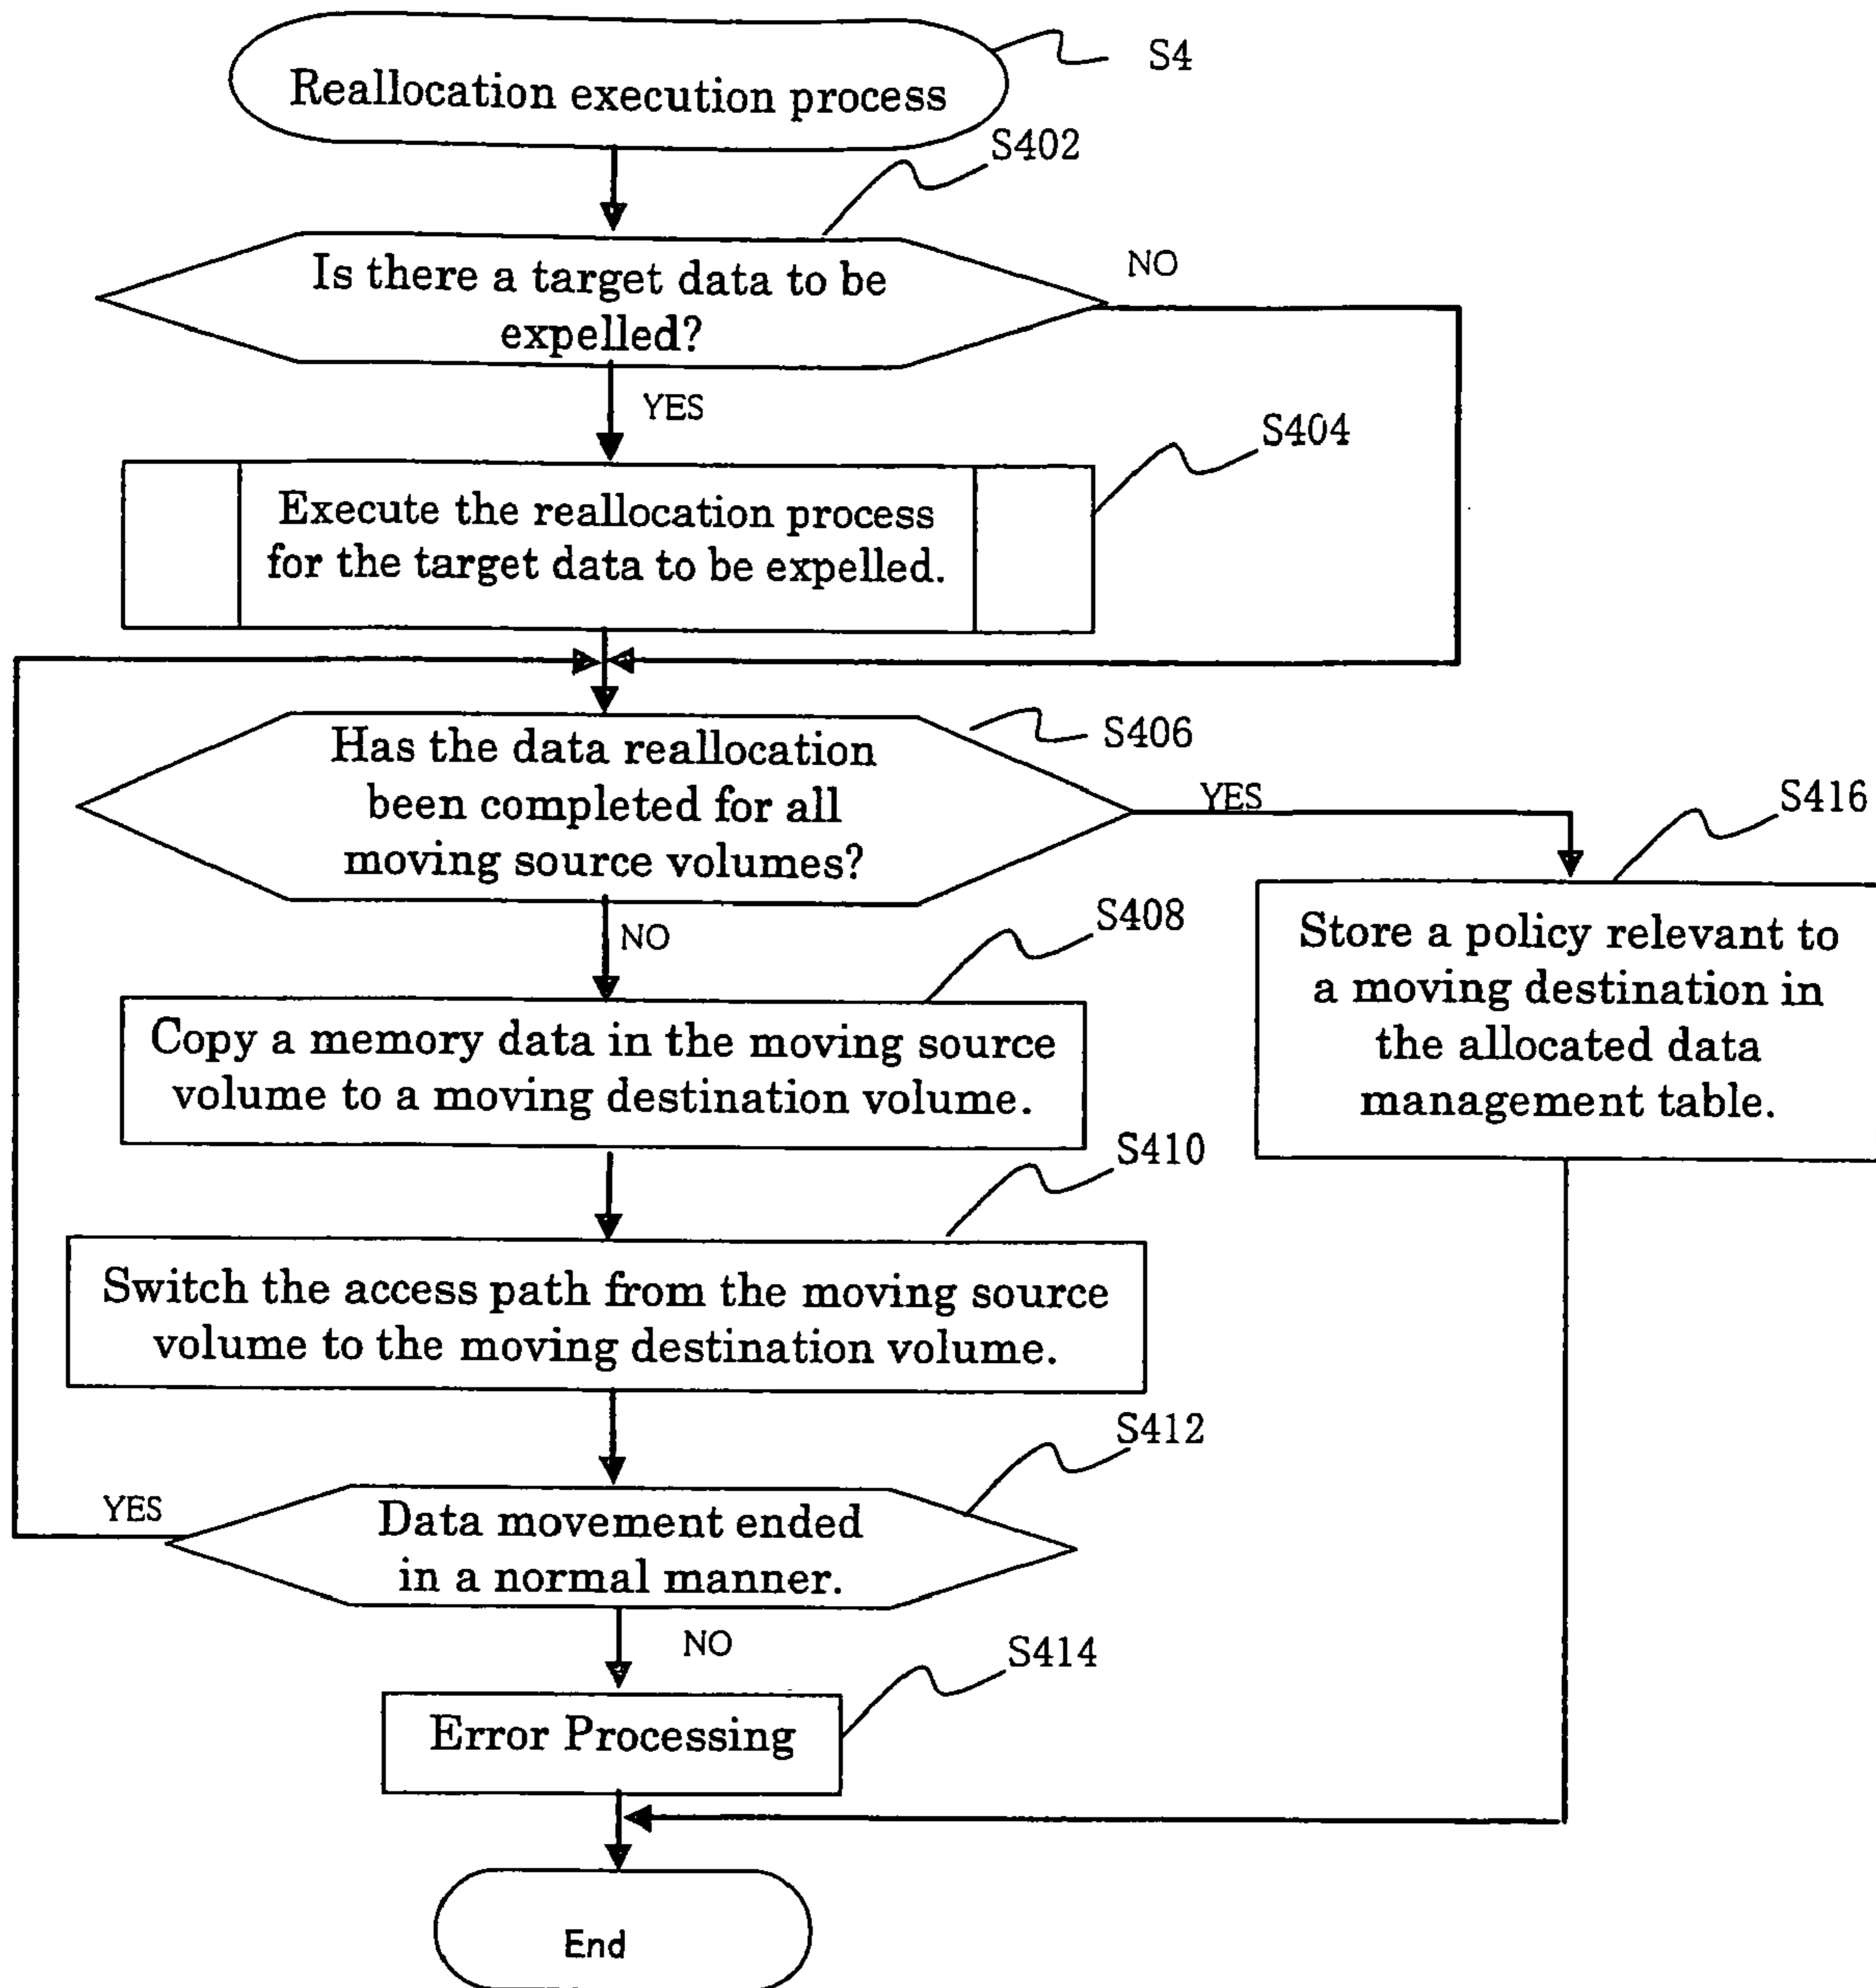 S4
Reallocation execution process
S402
Is there a target data to be
expelled?
NO
YES
S404
Execute the reallocation process
for the target data to be expelled.
S406
Has the data reallocation
been completed for all
moving source volumes?
YES
S416
NO
S408
Store a policy relevant to
a moving destination in
the allocated data
management table.
Copy a memory data in the moving source
volume to a moving destination volume.
S410
Switch the access path from the moving source
volume to the moving destination volume.
S412
YES
Data movement ended
in a normal manner.
NO
S414
Error Processing
End